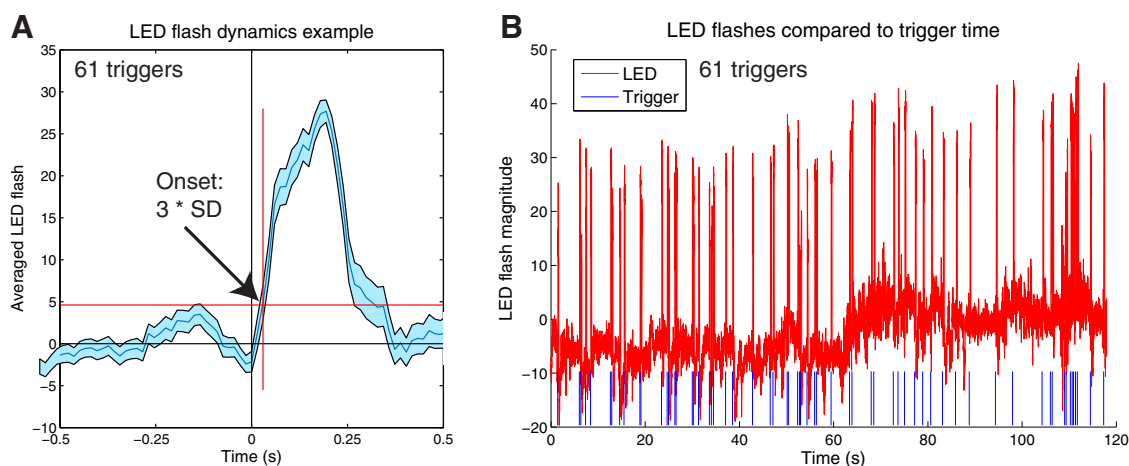 A
LED flash dynamics example
61 triggers
Onset:
3 * SD
Averaged LED flash
35
30
25
20
15
10
5
0
−5
−10
−0.5
−0.25
0
0.25
0.5
Time (s)
B
LED flashes compared to trigger time
LED
Trigger
61 triggers
LED flash magnitude
50
40
30
20
10
−0
−10
−20
0
20
40
60
80
100
120
Time (s)